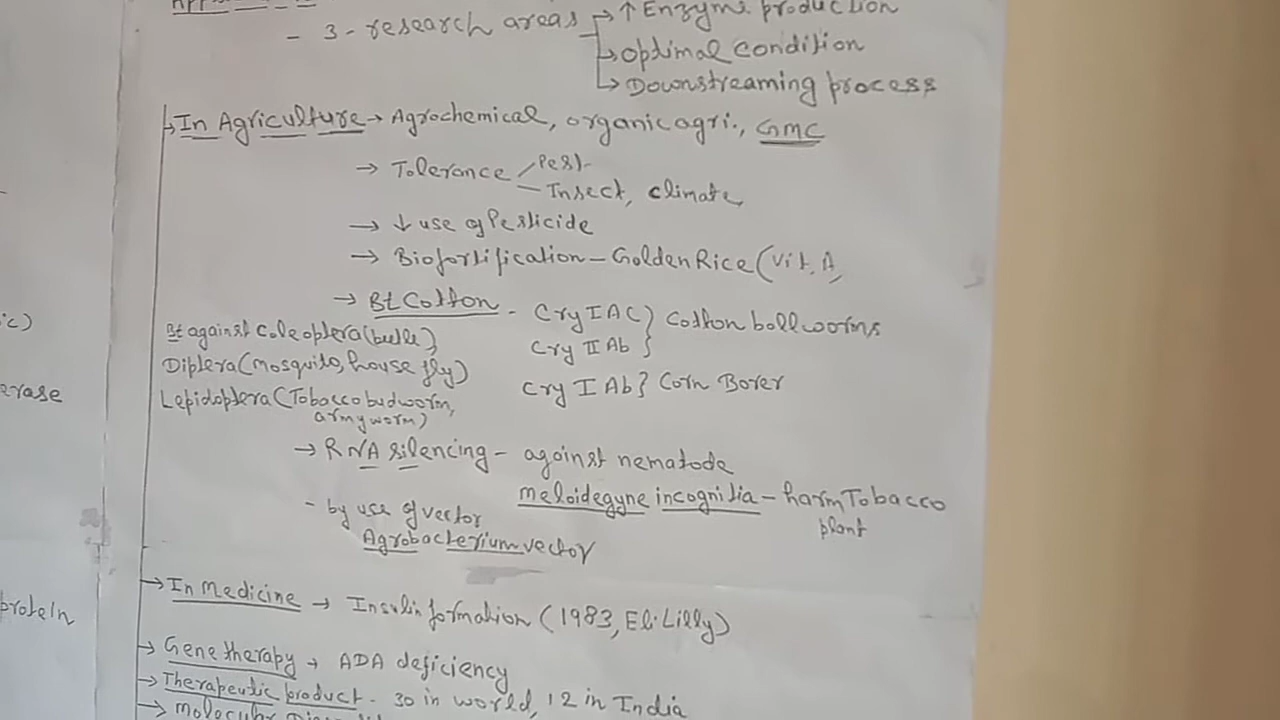 - 3 - research areas → ↑ Enzyme production
→ Optimal condition
→ Downstreaming process
→ In Agriculture → Agrochemical, organic agri., GMC
→ Tolerance / Pest
- Insect, climate,
→ ↓ use of Pesticide
→ Biofortification - Golden Rice (Vit. A,
→ Bt Cotton - Cry I AC } Cotton bollworms
Cry II Ab }
Bt against coleoptera (
Diptera (mosquito, house fly)
Cry I Ab } Corn Borer
Lepidoptera (Tobacco budworm,
armyworm)
→ RNA silencing - against nematode
meloidegyne incognitia - harm Tobacco
plant
- by use of vector
Agrobacterium vector
→ In Medicine → Insulin formation (1983, Eli Lilly)
→ Gene therapy → ADA deficiency
→ Therapeutic product - 30 in world, 12 in India
→ Molecular
ic)
erase
protein